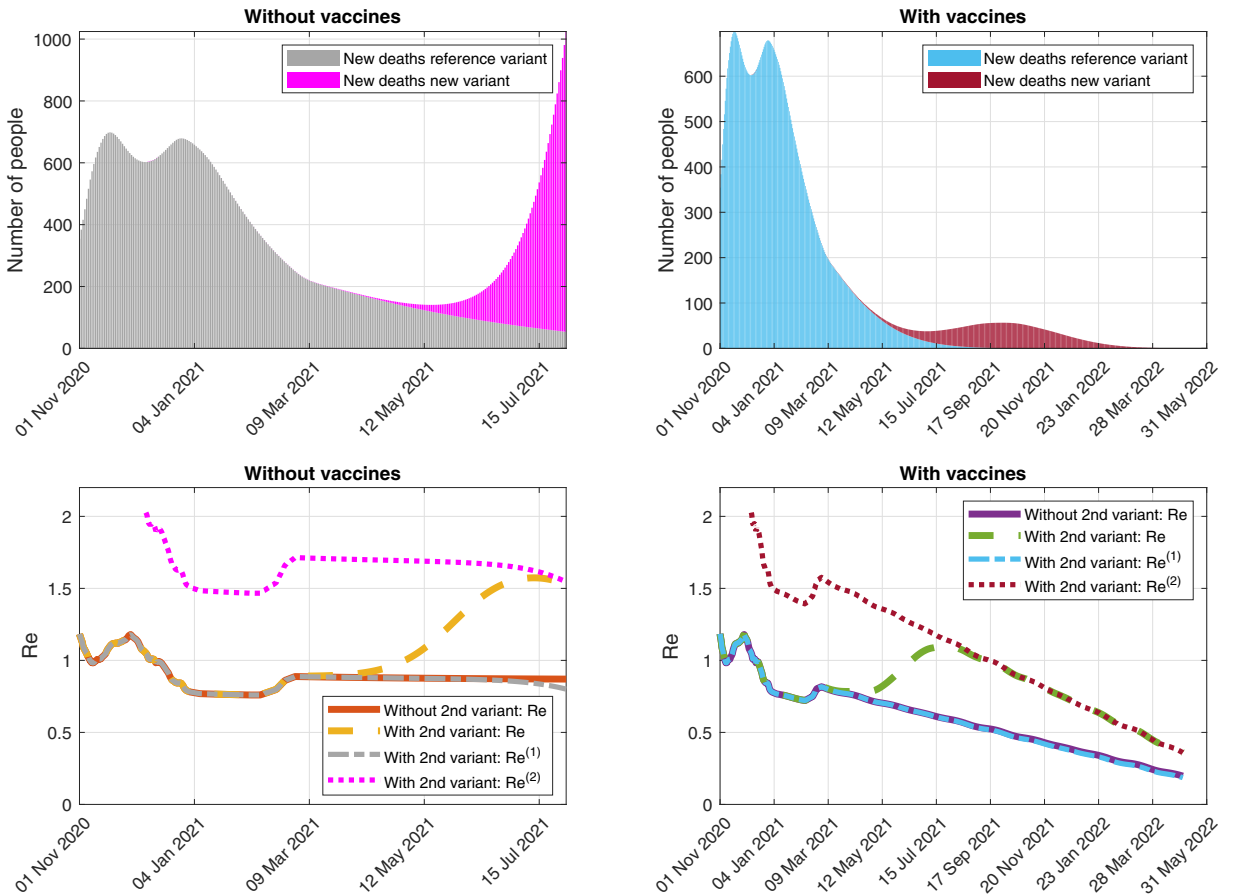 Without vaccines
New deaths reference variant
New deaths new variant
Number of people
1000
800
600
400
200
0
01 Nov 2020
04 Jan 2021
09 Mar 2021
12 May 2021
15 Jul 2021
With vaccines
New deaths reference variant
New deaths new variant
Number of people
600
500
400
300
200
100
0
01 Nov 2020
04 Jan 2021
09 Mar 2021
12 May 2021
15 Jul 2021
17 Sep 2021
20 Nov 2021
23 Jan 2022
28 Mar 2022
31 May 2022
Without vaccines
Re
2
1.5
1
0.5
0
Without 2nd variant: Re
With 2nd variant: Re
With 2nd variant: Re(1)
With 2nd variant: Re(2)
01 Nov 2020
04 Jan 2021
09 Mar 2021
12 May 2021
15 Jul 2021
With vaccines
Without 2nd variant: Re
With 2nd variant: Re
With 2nd variant: Re(1)
With 2nd variant: Re(2)
Re
2
1.5
1
0.5
0
01 Nov 2020
04 Jan 2021
09 Mar 2021
12 May 2021
15 Jul 2021
17 Sep 2021
20 Nov 2021
23 Jan 2022
28 Mar 2022
31 May 2022